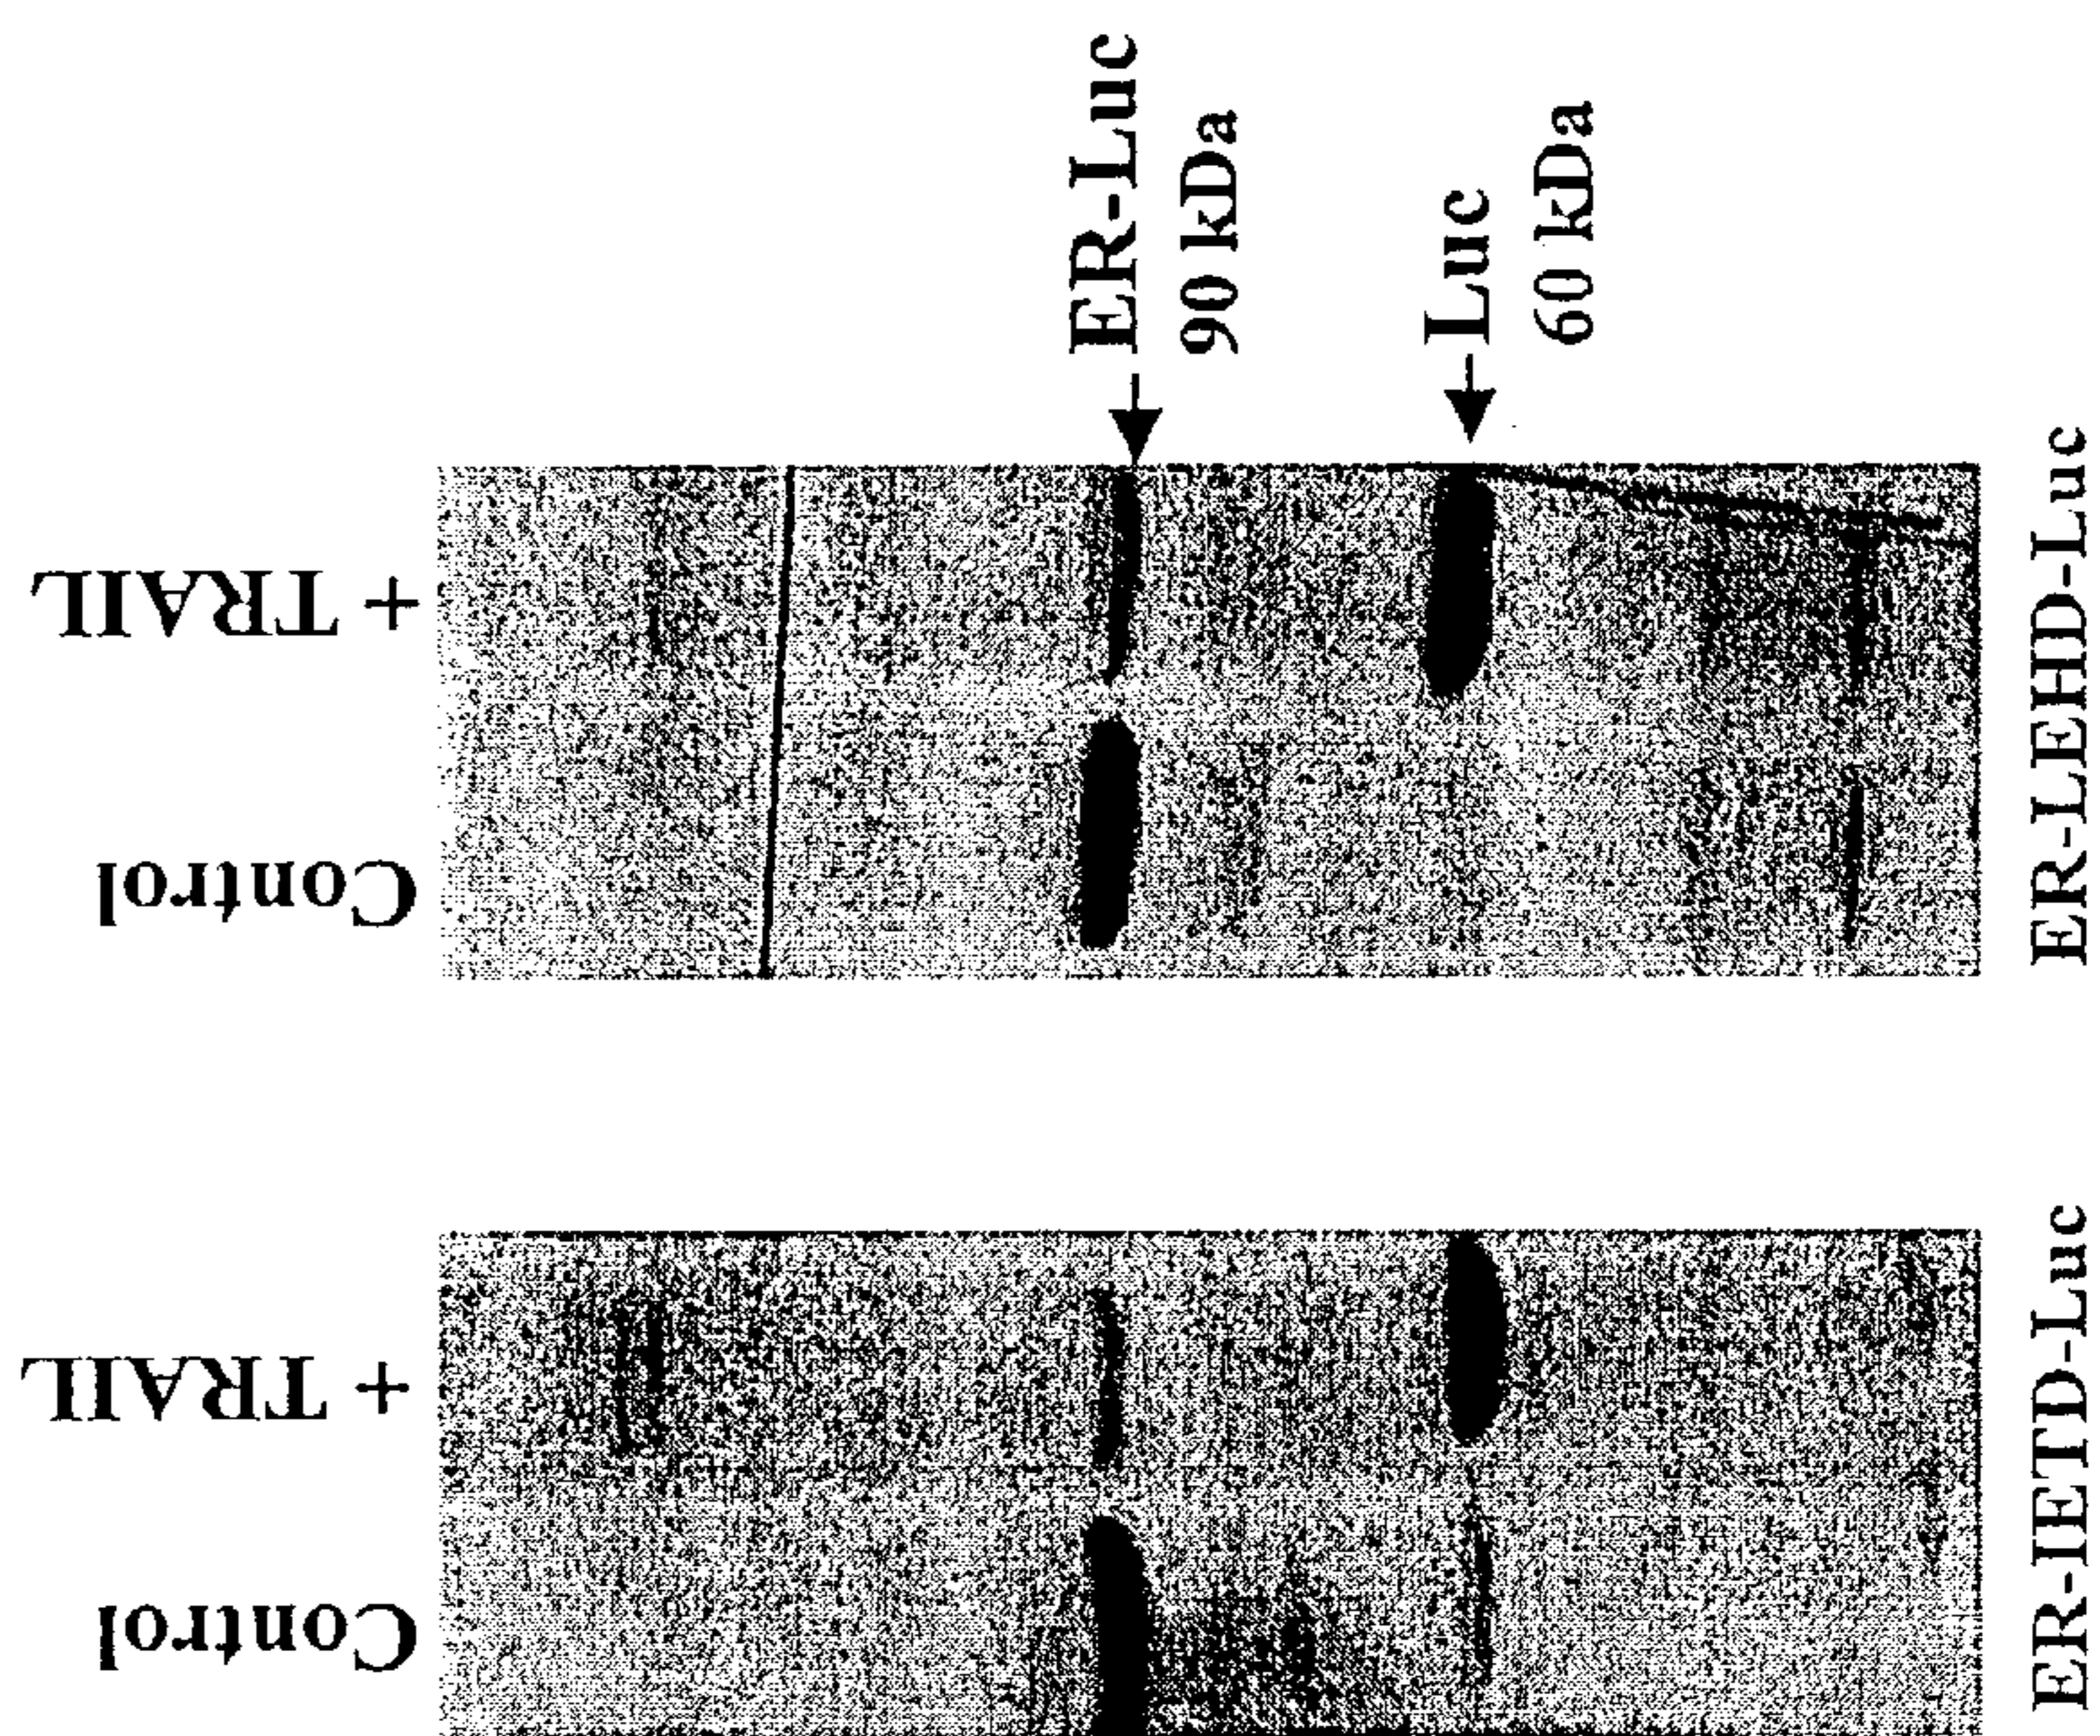 + TRAIL
Control
ER-Luc
90 kDa
Luc
60 kDa
ER-LEHD-Luc
+ TRAIL
Control
ER-IETD-Luc